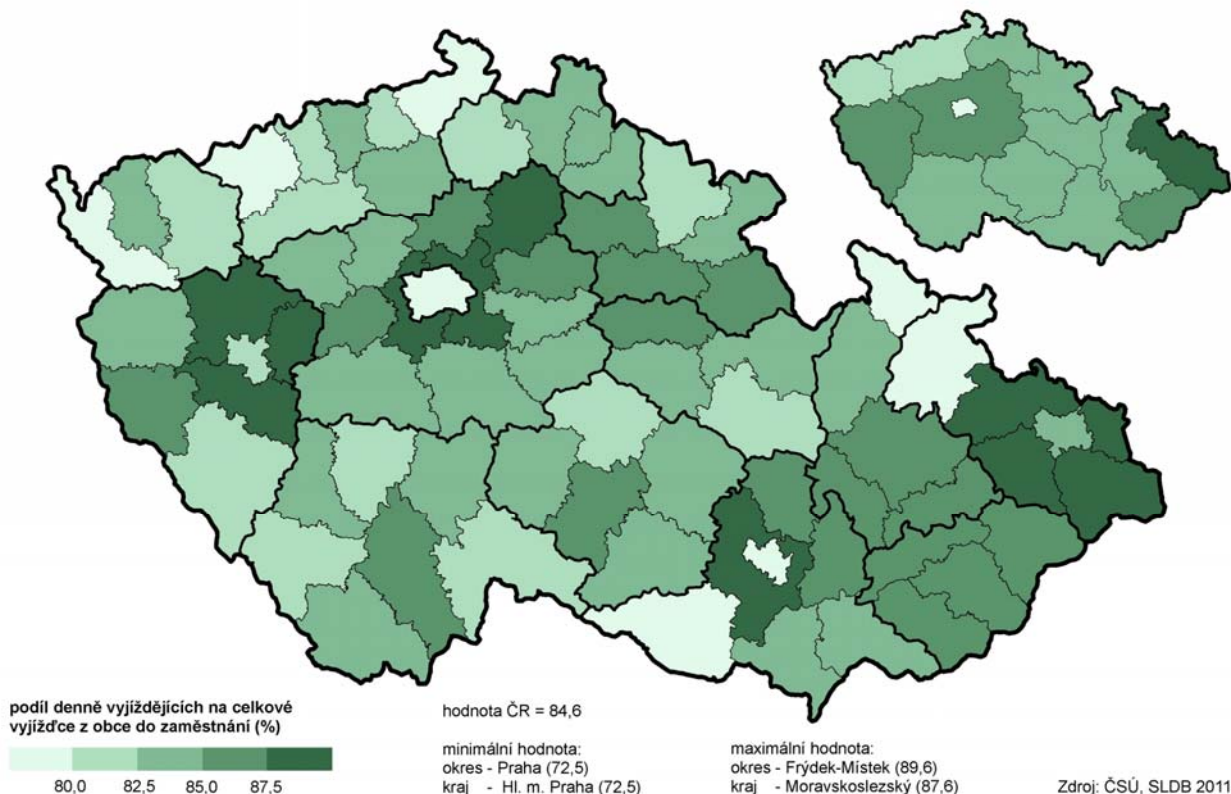 podíl denně vyjíždějících na celkové
vyjížďce z obce do zaměstnání (%)
80,0 82,5 85,0 87,5
hodnota ČR = 84,6
minimální hodnota:
okres - Praha (72,5)
kraj - Hl. m. Praha (72,5)
maximální hodnota:
okres - Frýdek-Místek (89,6)
kraj - Moravskoslezský (87,6)
Zdroj: ČSÚ, SLDB 2011